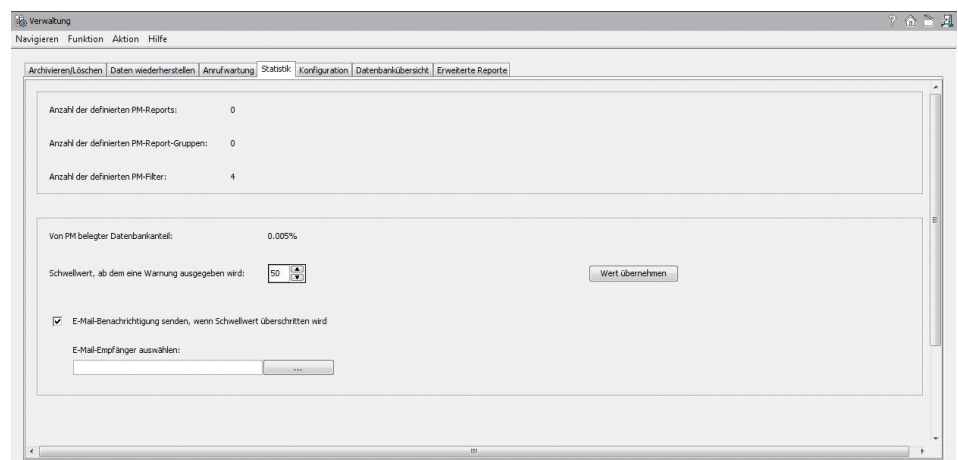 Verwaltung
Navigieren Funktion Aktion Hilfe
Archivieren/Löschen Daten wiederherstellen Anrufwartung Statistik Konfiguration Datenbankübersicht Erweiterte Reporte
Anzahl der definierten PM-Reports: 0
Anzahl der definierten PM-Report-Gruppen: 0
Anzahl der definierten PM-Filter: 4
Von PM belegter Datenbankanteil: 0.005%
Schwellwert, ab dem eine Warnung ausgegeben wird: 50 Wert übernehmen
E-Mail-Benachrichtigung senden, wenn Schwellwert überschritten wird
E-Mail-Empfänger auswählen:
...